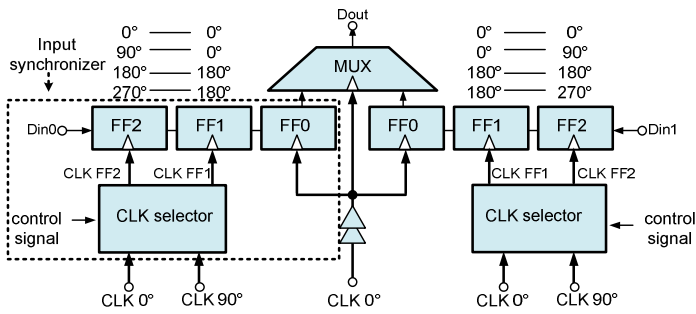 Dout
Input
synchronizer
0° 0°
90° 0°
180° 180°
270° 180°
0° 0°
0° 90°
180° 180°
180° 270°
MUX
Din0
FF2
FF1
FF0
FF0
FF1
FF2
Din1
CLK FF2
CLK FF1
CLK FF1
CLK FF2
control
signal
CLK selector
CLK selector
control
signal
CLK 0°
CLK 90°
CLK 0°
CLK 0°
CLK 90°